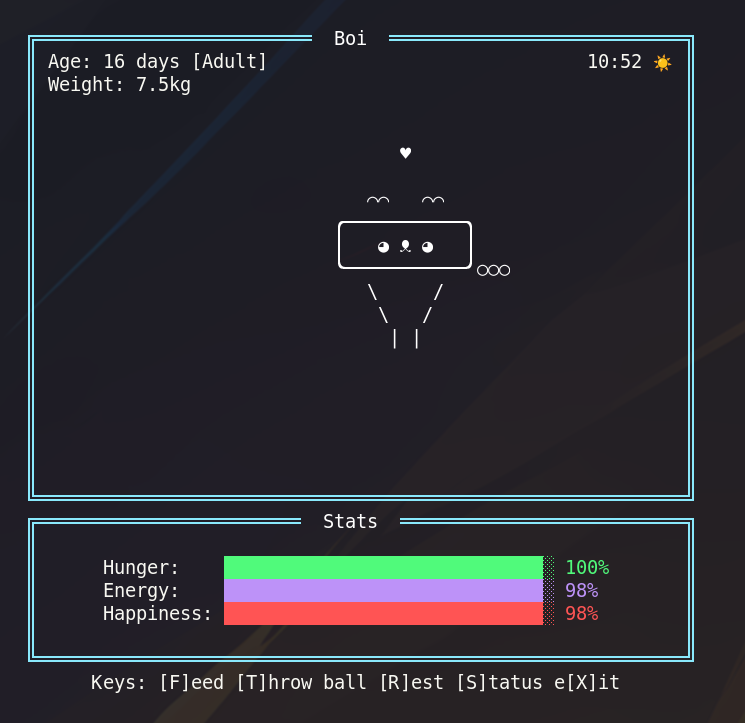 Boi
Age: 16 days [Adult] 10:52 ☀
Weight: 7.5kg
Stats
Hunger: 100%
Energy: 98%
Happiness: 98%
Keys: [F]eed [T]hrow ball [R]est [S]tatus e[X]it